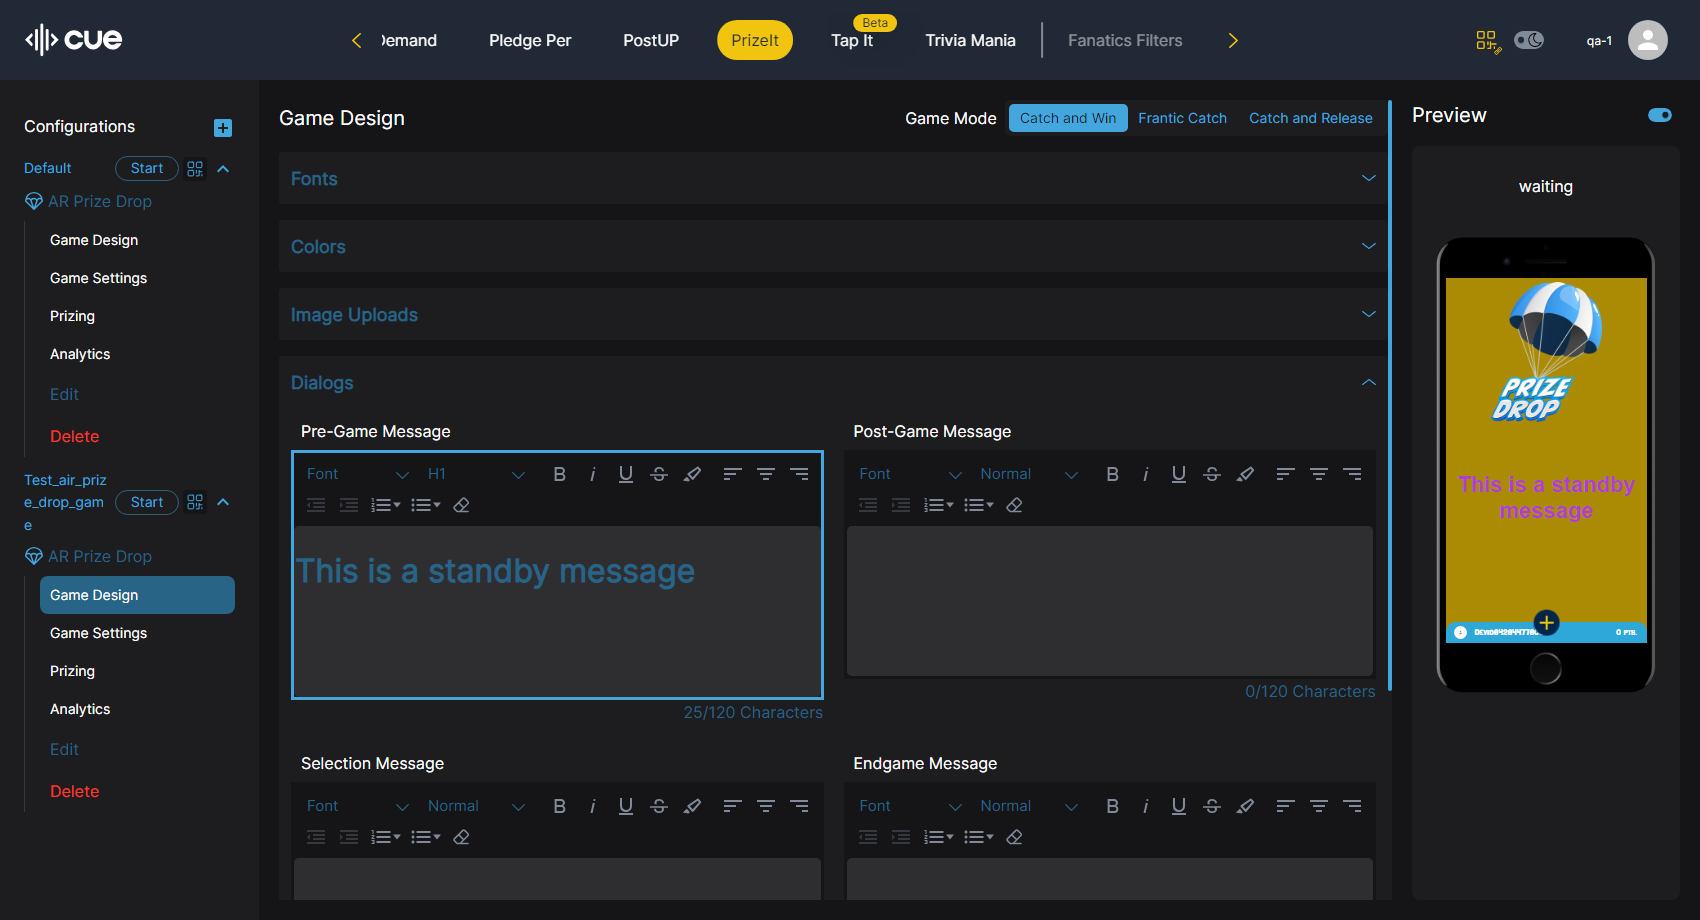 cue
Demand
Pledge Per
PostUP
PrizeIt
Beta
Tap It
Trivia Mania
Fanatics Filters
qa-1
Configurations
Default
Start
AR Prize Drop
Game Design
Game Settings
Prizing
Analytics
Edit
Delete
Test_air_priz
e_drop_gam
e
Start
AR Prize Drop
Game Design
Game Settings
Prizing
Analytics
Edit
Delete
Game Design
Game Mode
Catch and Win
Frantic Catch
Catch and Release
Fonts
Colors
Image Uploads
Dialogs
Pre-Game Message
Font
H1
B i U S
This is a standby message
25/120 Characters
Post-Game Message
Font
Normal
B i U S
0/120 Characters
Selection Message
Font
Normal
B i U S
Endgame Message
Font
Normal
B i U S
Preview
waiting
PRIZE
DROP
This is a standby
message
0 PTS.